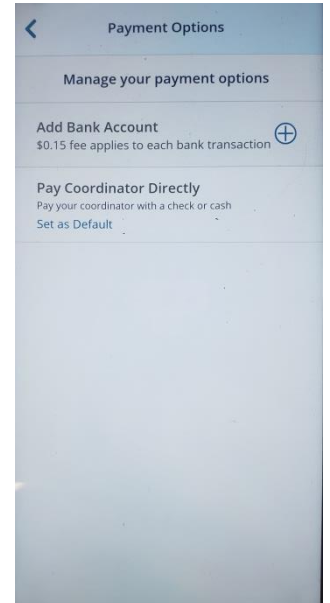 Payment Options
Manage your payment options
Add Bank Account
$0.15 fee applies to each bank transaction
Pay Coordinator Directly
Pay your coordinator with a check or cash
Set as Default